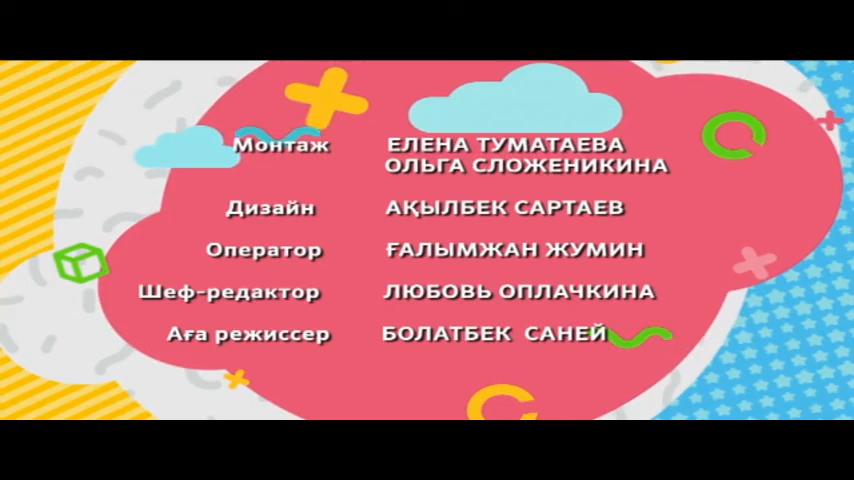 Монтаж ЕЛЕНА ТУМАТАЕВА
ОЛЬГА СЛОЖЕНИКИНА
Дизайн АҚЫЛБЕК САРТАЕВ
Оператор ҒАЛЫМЖАН ЖУМИН
Шеф-редактор ЛЮБОВЬ ОПЛАЧКИНА
Аға режиссер БОЛАТБЕК САНЕЙ